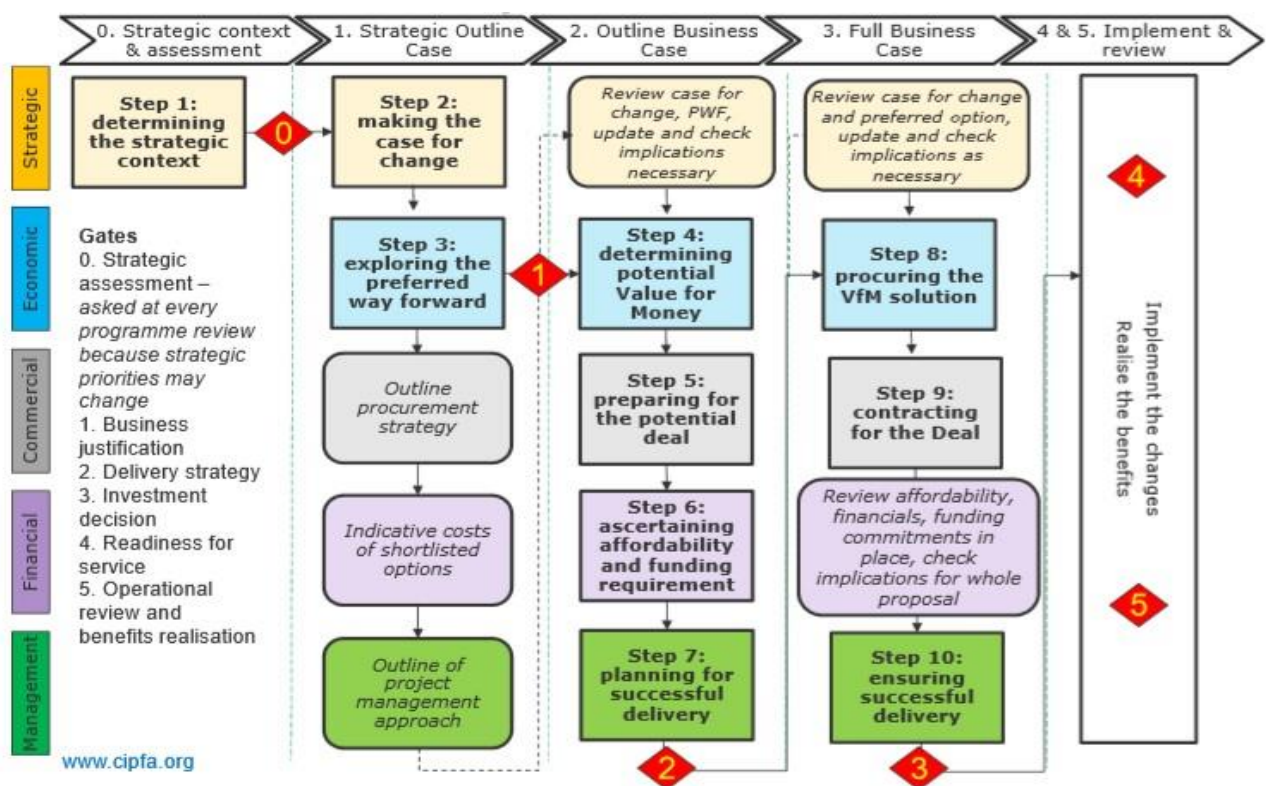 0. Strategic context
& assessment
1. Strategic Outline
Case
2. Outline Business
Case
3. Full Business
Case
4 & 5. Implement &
review
Strategic
Economic
Commercial
Financial
Management
Step 1:
determining
the strategic
context
0
Gates
0. Strategic
assessment –
asked at every
programme review
because strategic
priorities may
change
1. Business
justification
2. Delivery strategy
3. Investment
decision
4. Readiness for
service
5. Operational
review and
benefits realisation
www.cipfa.org
Step 2:
making the
case for
change
Step 3:
exploring the
preferred
way forward
1
Outline
procurement
strategy
Indicative costs
of shortlisted
options
Outline of
project
management
approach
Review case for
change, PWF,
update and check
implications
necessary
Step 4:
determining
potential
Value for
Money
Step 5:
preparing for
the potential
deal
Step 6:
ascertaining
affordability
and funding
requirement
Step 7:
planning for
successful
delivery
2
Review case for change
and preferred option,
update and check
implications as
necessary
Step 8:
procuring the
VfM solution
Step 9:
contracting
for the Deal
Review affordability,
financials, funding
commitments in
place, check
implications for whole
proposal
Step 10:
ensuring
successful
delivery
3
4
Implement the changes
Realise the benefits
5